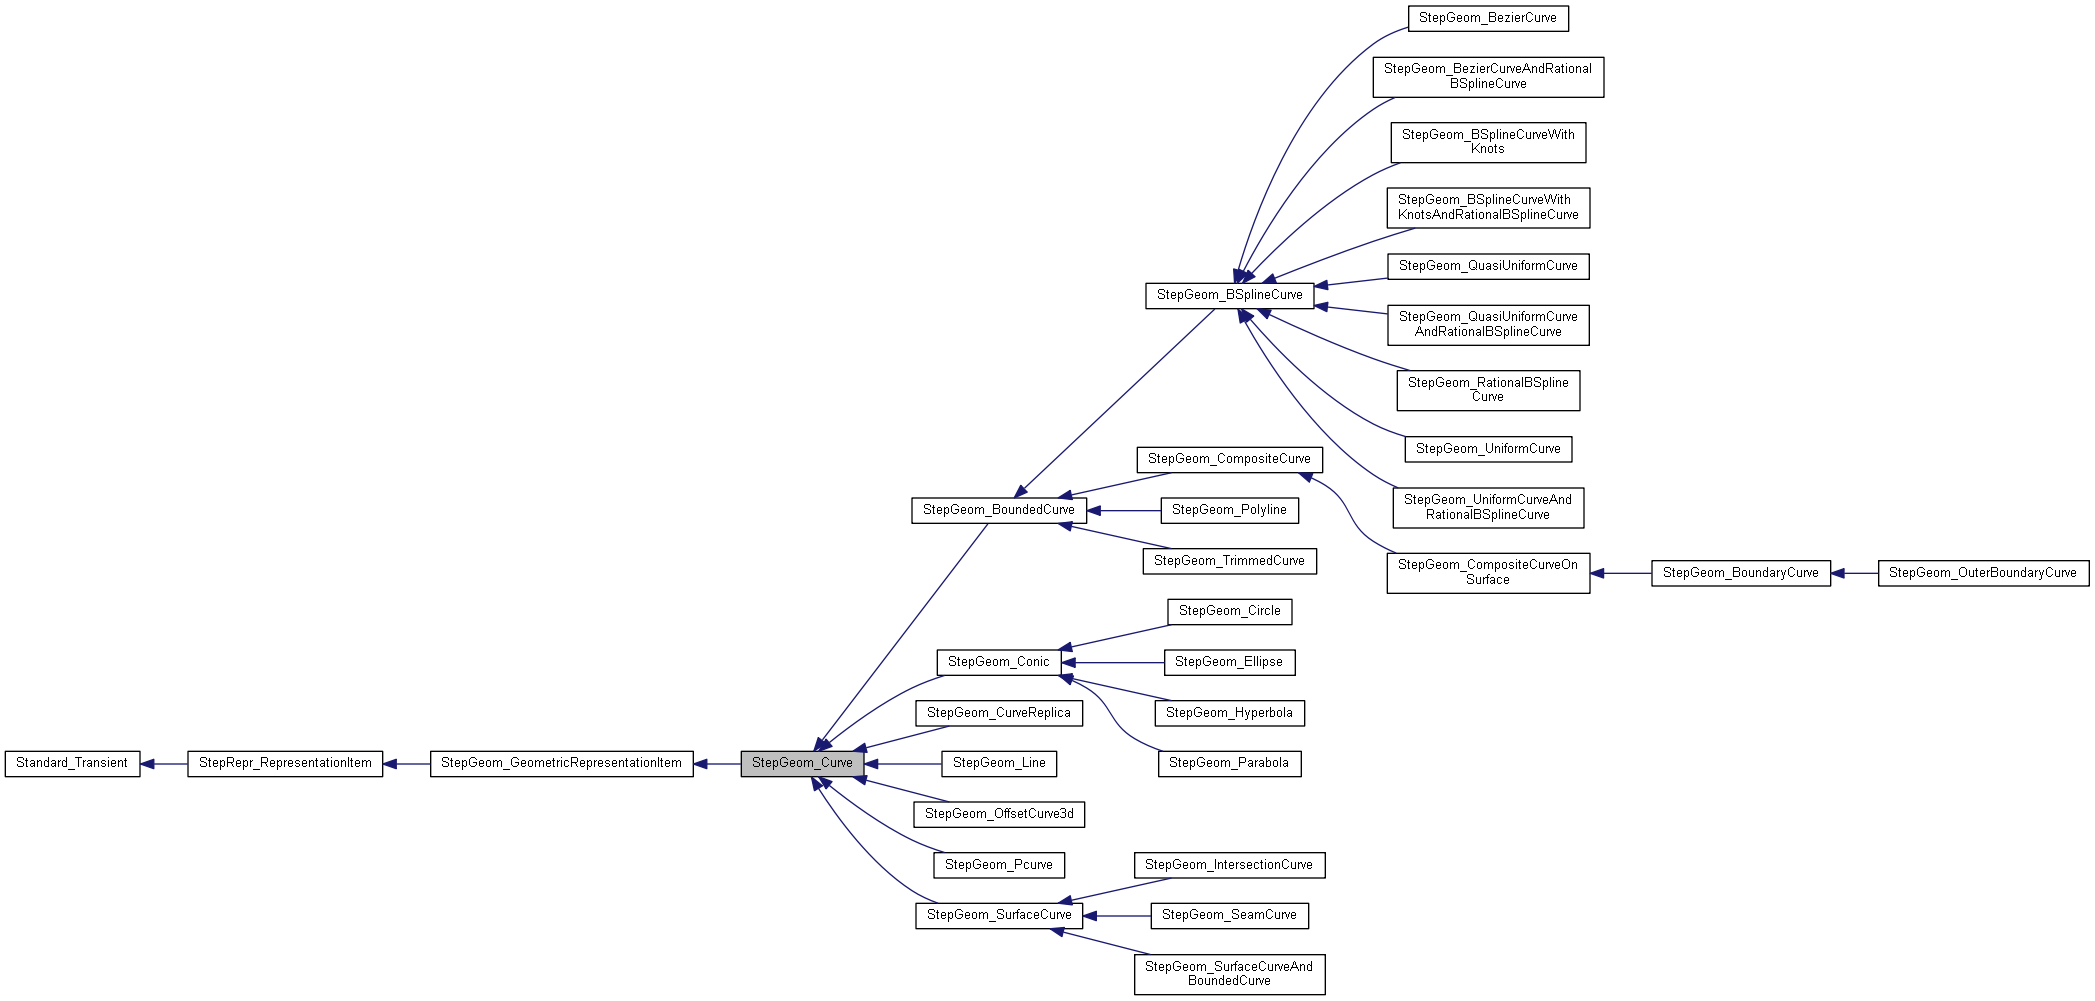 StepGeom_BezierCurve
StepGeom_BezierCurveAndRational
BSplineCurve
StepGeom_BSplineCurveWith
Knots
StepGeom_BSplineCurveWith
KnotsAndRationalBSplineCurve
StepGeom_QuasiUniformCurve
StepGeom_BSplineCurve
StepGeom_QuasiUniformCurve
AndRationalBSplineCurve
StepGeom_RationalBSpline
Curve
StepGeom_UniformCurve
StepGeom_CompositeCurve
StepGeom_UniformCurveAnd
RationalBSplineCurve
StepGeom_BoundedCurve
StepGeom_Polyline
StepGeom_TrimmedCurve
StepGeom_CompositeCurveOn
Surface
StepGeom_BoundaryCurve
StepGeom_OuterBoundaryCurve
StepGeom_Circle
StepGeom_Conic
StepGeom_Ellipse
StepGeom_CurveReplica
StepGeom_Hyperbola
Standard_Transient
StepRepr_RepresentationItem
StepGeom_GeometricRepresentationItem
StepGeom_Curve
StepGeom_Line
StepGeom_Parabola
StepGeom_OffsetCurve3d
StepGeom_Pcurve
StepGeom_IntersectionCurve
StepGeom_SurfaceCurve
StepGeom_SeamCurve
StepGeom_SurfaceCurveAnd
BoundedCurve